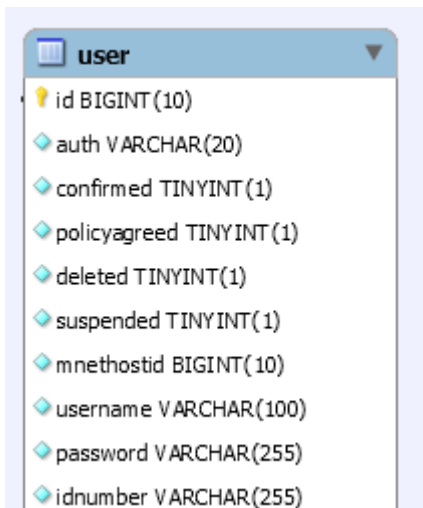 user
id BIGINT(10)
auth VARCHAR(20)
confirmed TINYINT(1)
policyagreed TINYINT(1)
deleted TINYINT(1)
suspended TINYINT(1)
mnethostid BIGINT(10)
username VARCHAR(100)
password VARCHAR(255)
idnumber VARCHAR(255)